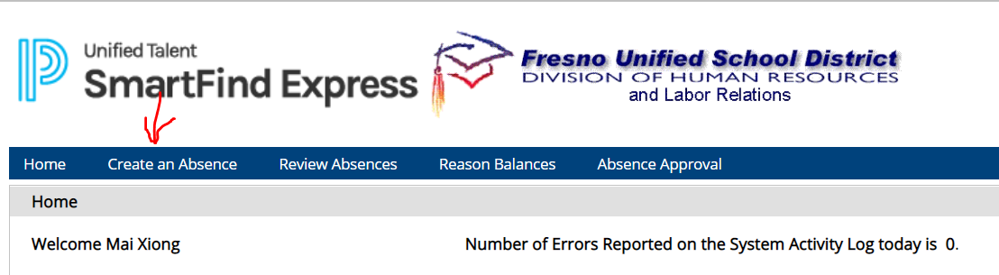 Unified Talent
SmartFind Express
Fresno Unified School District
DIVISION OF HUMAN RESOURCES
and Labor Relations
Home Create an Absence Review Absences Reason Balances Absence Approval
Home
Welcome Mai Xiong Number of Errors Reported on the System Activity Log today is 0.